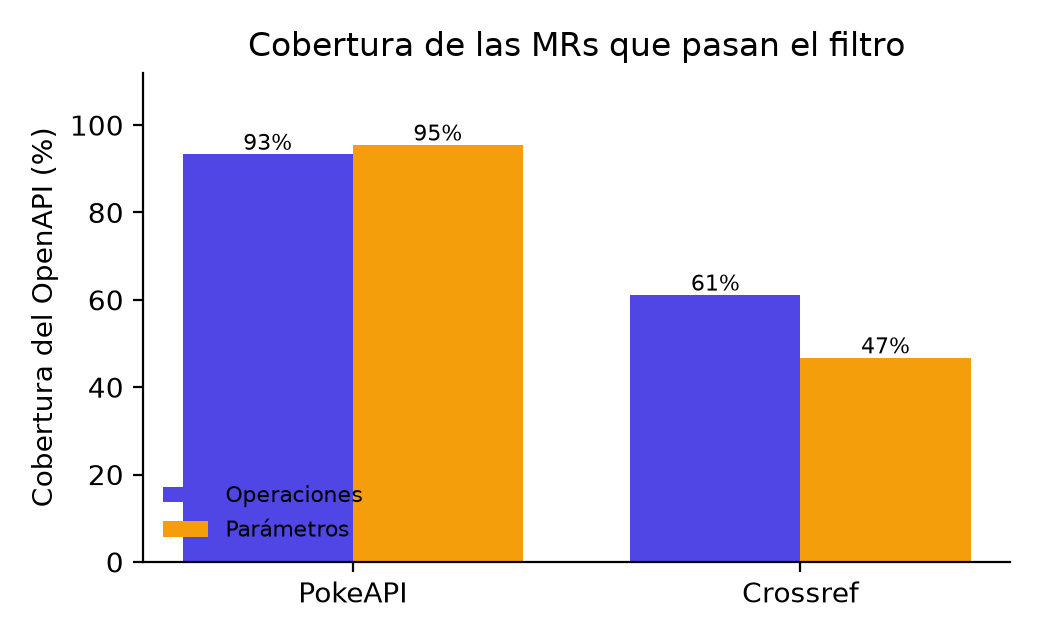 Cobertura de las MRs que pasan el filtro
Cobertura del OpenAPI (%)
100
80
60
40
20
0
93%
95%
61%
47%
Operaciones
Parámetros
PokeAPI
Crossref